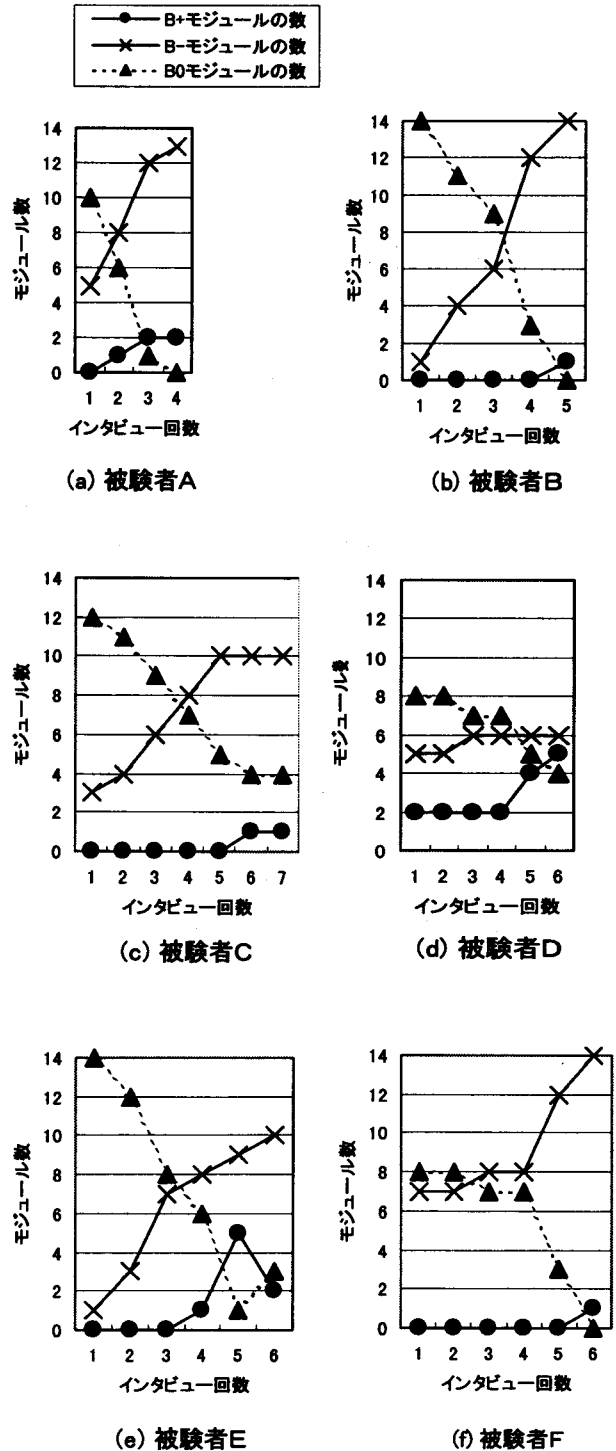 B+モジュールの数
B-モジュールの数
B0モジュールの数
14
12
10
8
6
4
2
0
モジュール数
1 2 3 4
インタビュー回数
(a) 被験者A
14
12
10
8
6
4
2
0
モジュール数
1 2 3 4 5
インタビュー回数
(b) 被験者B
14
12
10
8
6
4
2
0
モジュール数
1 2 3 4 5 6 7
インタビュー回数
(c) 被験者C
14
12
10
8
6
4
2
0
モジュール数
1 2 3 4 5 6
インタビュー回数
(d) 被験者D
14
12
10
8
6
4
2
0
モジュール数
1 2 3 4 5 6
インタビュー回数
(e) 被験者E
14
12
10
8
6
4
2
0
モジュール数
1 2 3 4 5 6
インタビュー回数
(f) 被験者F